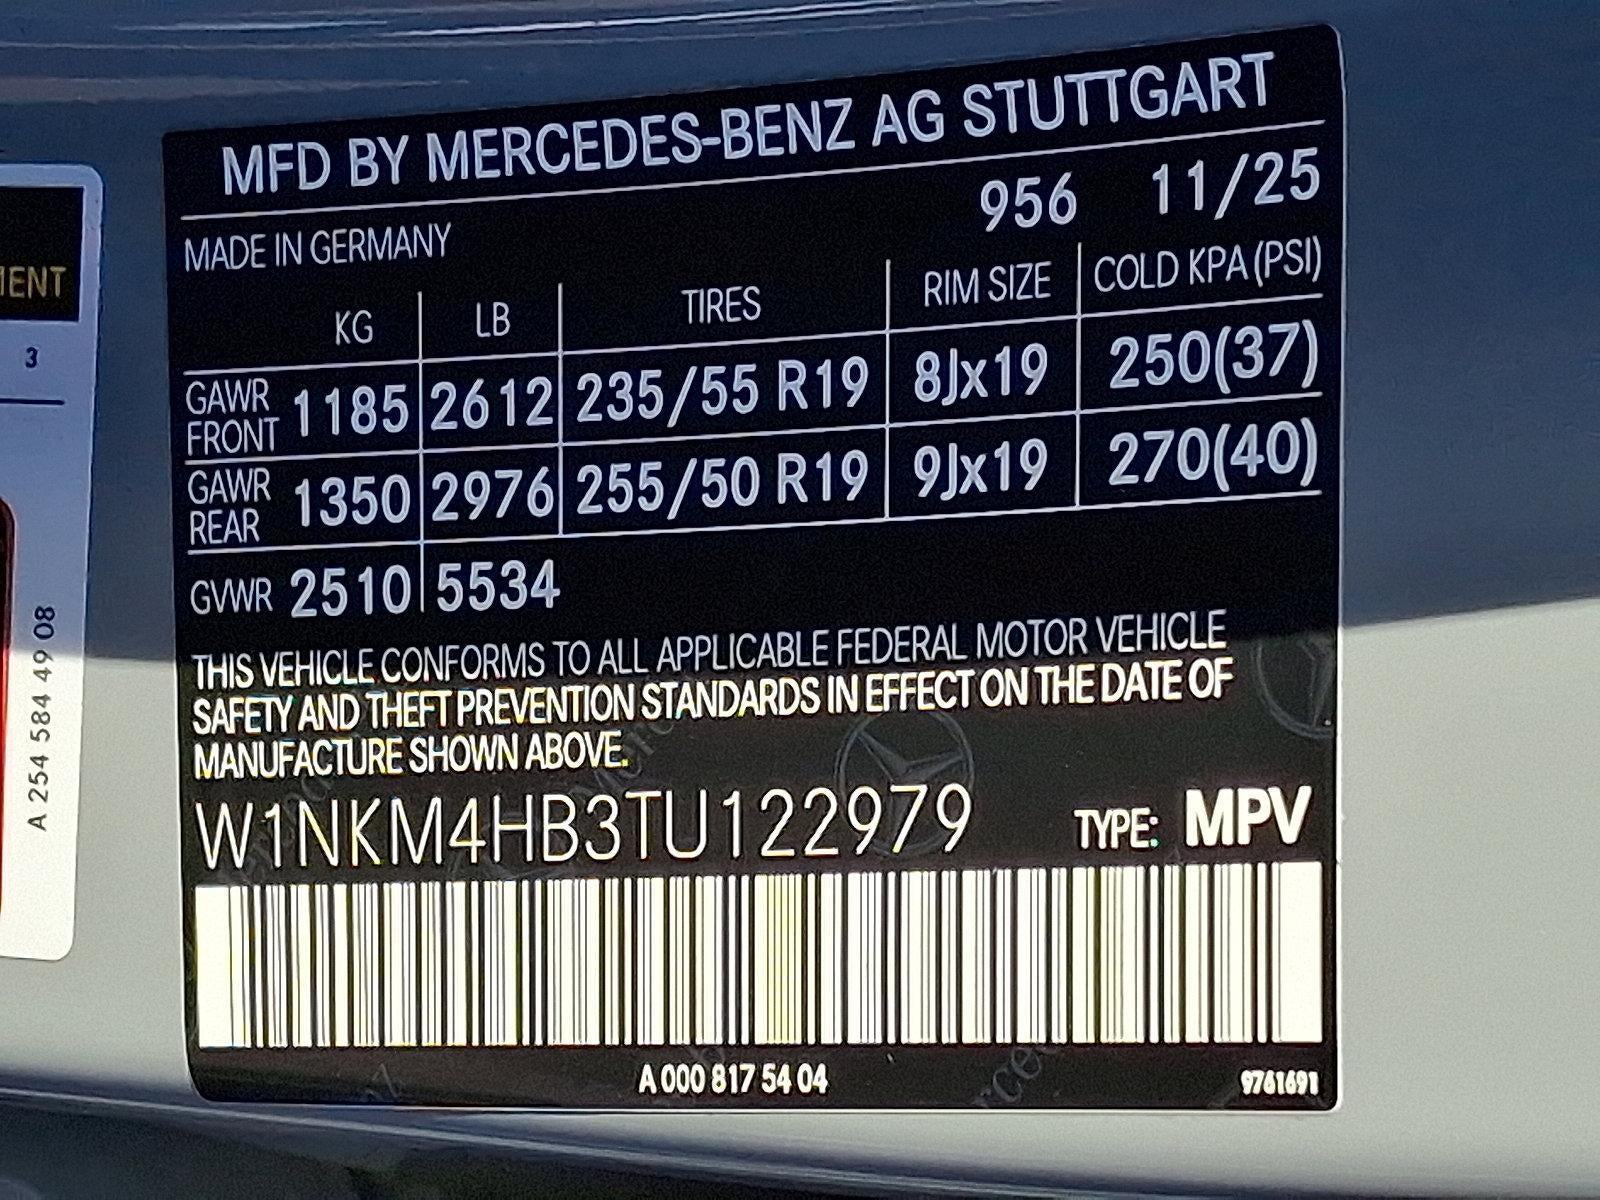 MFD BY MERCEDES-BENZ AG STUTTGART
956 11/25
MADE IN GERMANY
KG LB TIRES RIM SIZE COLD KPA (PSI)
GAWR FRONT 1185 2612 235/55 R19 8Jx19 250(37)
GAWR REAR 1350 2976 255/50 R19 9Jx19 270(40)
GVWR 2510 5534
THIS VEHICLE CONFORMS TO ALL APPLICABLE FEDERAL MOTOR VEHICLE
SAFETY AND THEFT PREVENTION STANDARDS IN EFFECT ON THE DATE OF
MANUFACTURE SHOWN ABOVE.
W1NKM4HB3TU122979 TYPE: MPV
A 000 817 54 04 9761691
3
A 254 584 49 08